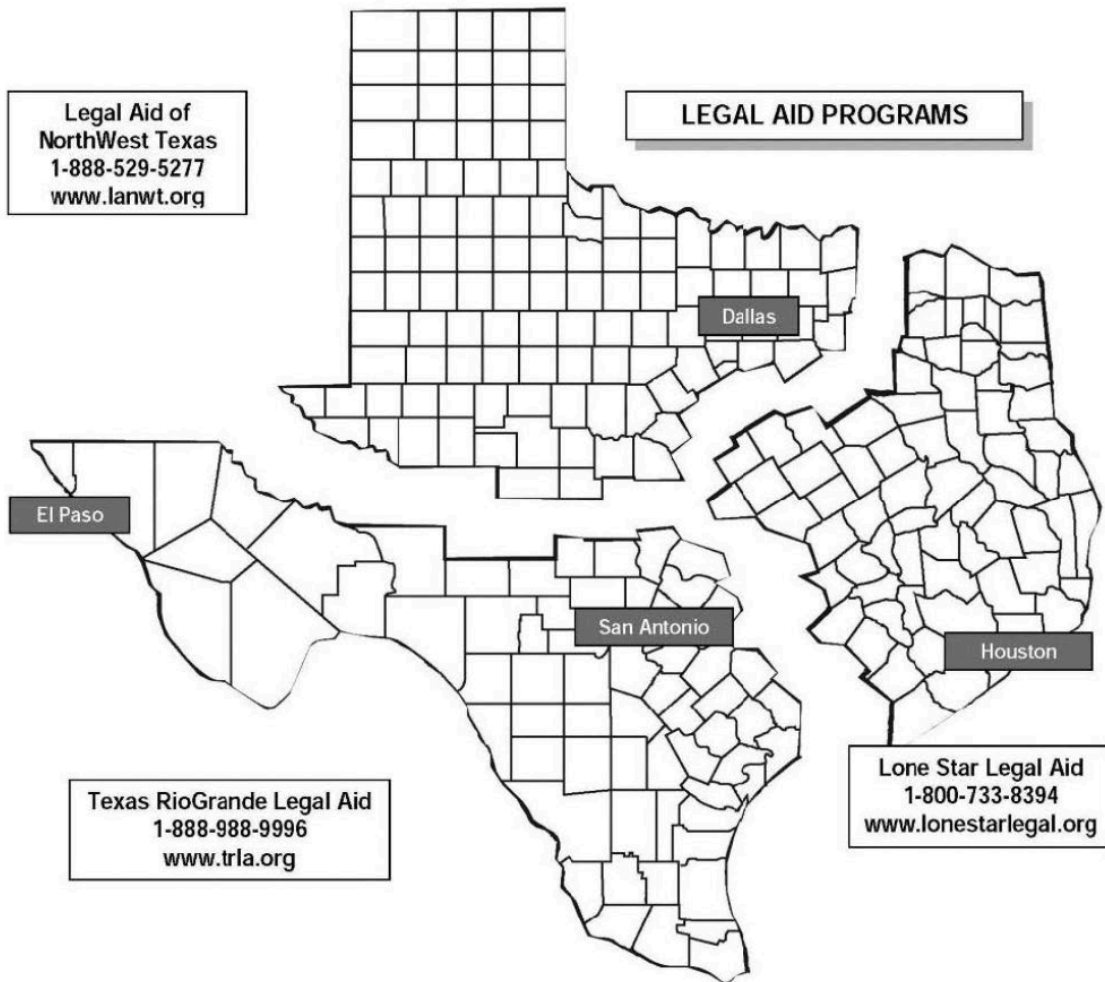 Legal Aid of
NorthWest Texas
1-888-529-5277
www.lanwt.org
LEGAL AID PROGRAMS
Dallas
El Paso
San Antonio
Houston
Texas RioGrande Legal Aid
1-888-988-9996
www.trla.org
Lone Star Legal Aid
1-800-733-8394
www.lonestarlegal.org